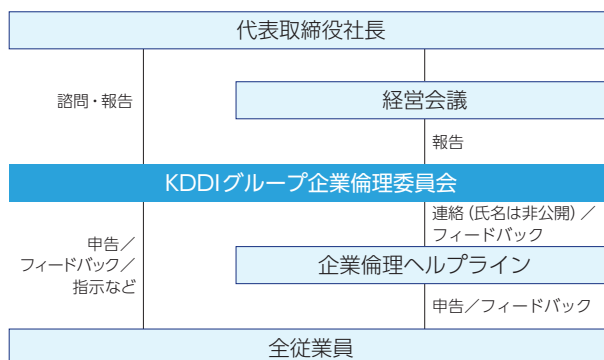 代表取締役社長
諮問・報告
経営会議
報告
KDDIグループ企業倫理委員会
連絡（氏名は非公開）／
フィードバック
申告／
フィードバック／
指示など
企業倫理ヘルプライン
申告／フィードバック
全従業員